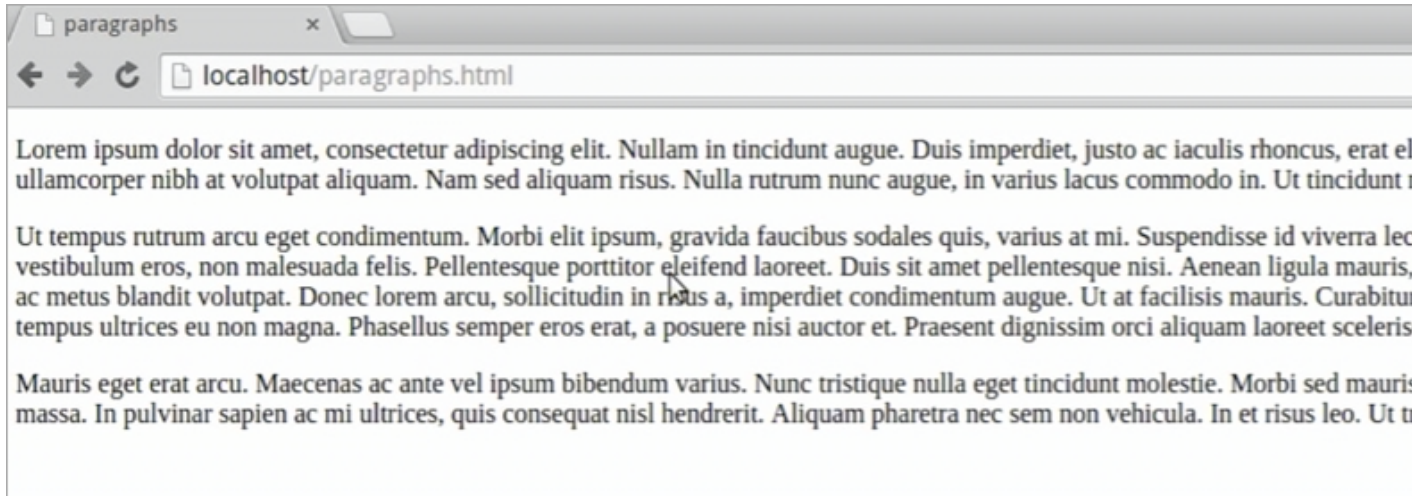 paragraphs
localhost/paragraphs.html
Lorem ipsum dolor sit amet, consectetur adipiscing elit. Nullam in tincidunt augue. Duis imperdiet, justo ac iaculis rhoncus, erat el
ullamcorper nibh at volutpat aliquam. Nam sed aliquam risus. Nulla rutrum nunc augue, in varius lacus commodo in. Ut tincidunt
Ut tempus rutrum arcu eget condimentum. Morbi elit ipsum, gravida faucibus sodales quis, varius at mi. Suspendisse id viverra lec
vestibulum eros, non malesuada felis. Pellentesque porttitor eleifend laoreet. Duis sit amet pellentesque nisi. Aenean ligula mauris,
ac metus blandit volutpat. Donec lorem arcu, sollicitudin in risus a, imperdiet condimentum augue. Ut at facilisis mauris. Curabitur
tempus ultrices eu non magna. Phasellus semper eros erat, a posuere nisi auctor et. Praesent dignissim orci aliquam laoreet sceleris
Mauris eget erat arcu. Maecenas ac ante vel ipsum bibendum varius. Nunc tristique nulla eget tincidunt molestie. Morbi sed mauris
massa. In pulvinar sapien ac mi ultrices, quis consequat nisl hendrerit. Aliquam pharetra nec sem non vehicula. In et risus leo. Ut tr